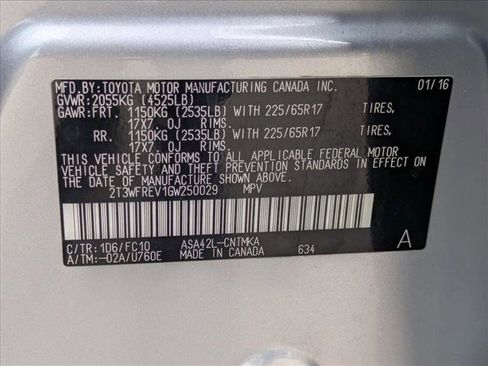 MFD. BY: TOYOTA MOTOR MANUFACTURING CANADA INC. 01/16
GVWR: 2055KG (4525LB)
GAWR: FRT. 1150KG (2535LB) WITH 225/65R17 TIRES,
17X7. OJ RIMS.
RR. 1150KG (2535LB) WITH 225/65R17 TIRES,
17X7. OJ RIMS.
THIS VEHICLE CONFORMS TO ALL APPLICABLE FEDERAL MOTOR
VEHICLE SAFETY AND THEFT PREVENTION STANDARDS IN
EFFECT ON THE DATE OF MANUFACTURE SHOWN ABOVE.
2T3WFREV1GW250029 MPV
C/TR: 1D6/FC10 ASA42L-CNTMKA A
A/TM:-02A/U760E MADE IN CANADA 634